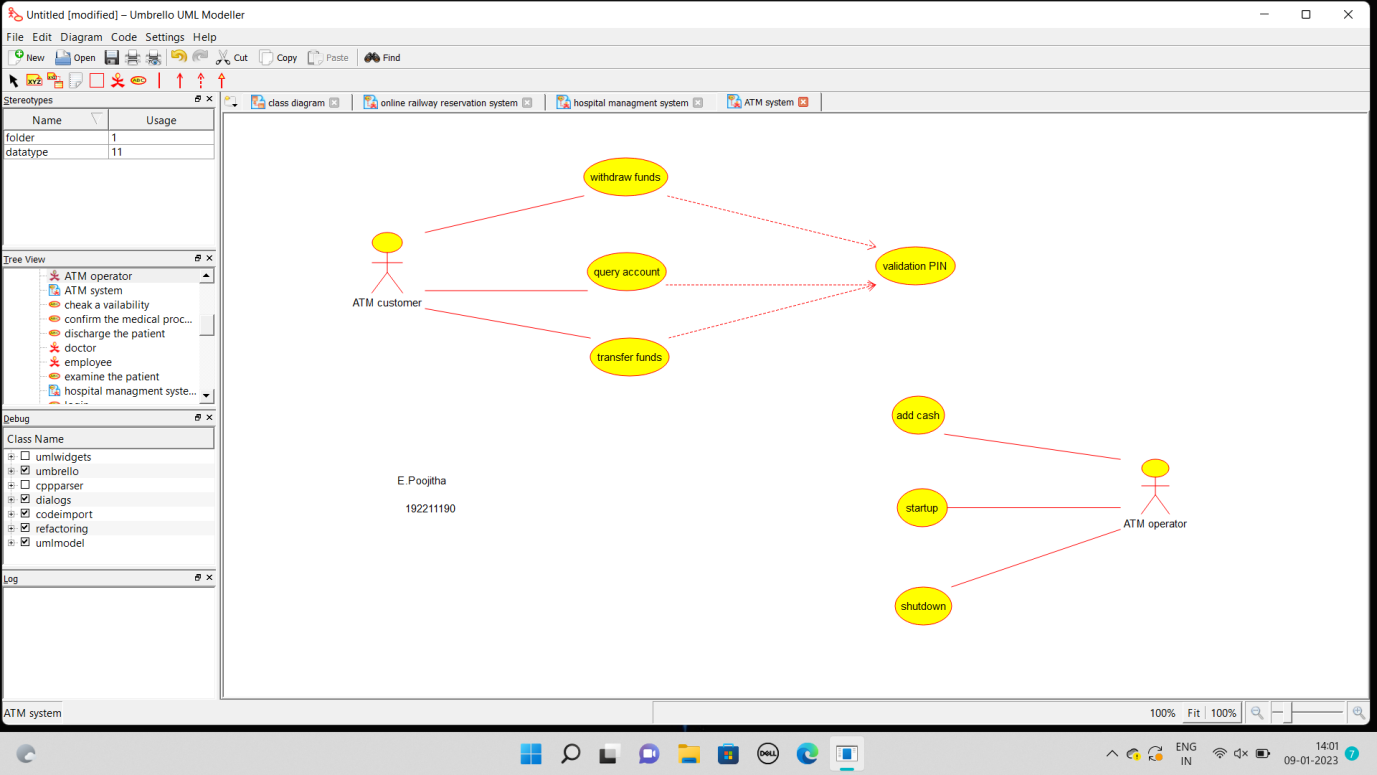 Untitled [modified] – Umbrello UML Modeller
File Edit Diagram Code Settings Help
New Open Cut Copy Paste Find
XYZ ABC
Stereotypes
Name Usage
folder 1
datatype 11
Tree View
ATM operator
ATM system
cheak a vailability
confirm the medical proc...
discharge the patient
doctor
employee
examine the patient
hospital managment syste...
Debug
Class Name
umlwidgets
umbrello
cppparser
dialogs
codeimport
refactoring
umlmodel
Log
class diagram online railway reservation system hospital managment system ATM system
withdraw funds
ATM customer
query account
validation PIN
transfer funds
add cash
startup
ATM operator
shutdown
E.Poojitha
192211190
ATM system
100% Fit 100%
DELL
ENG
IN
14:01
09-01-2023
7